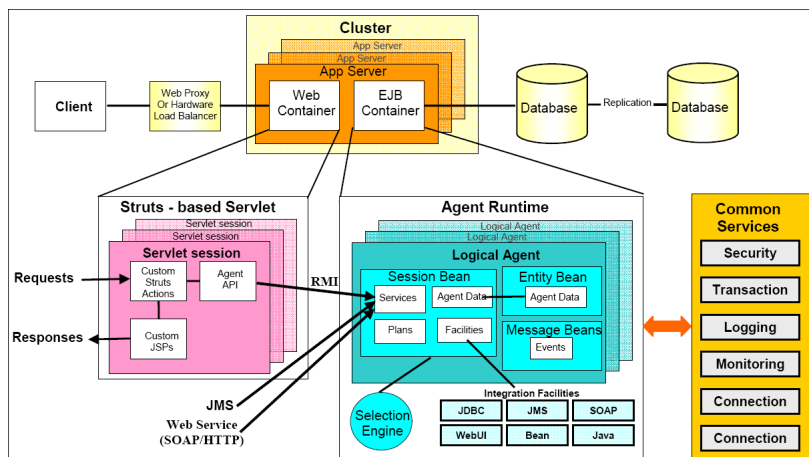 Cluster
App Server
App Server
App Server
Client
Web Proxy
Or Hardware
Load Balancer
Web
Container
EJB
Container
Database
Replication
Database
Struts - based Servlet
Servlet session
Servlet session
Servlet session
Requests
Custom
Struts
Actions
Agent
API
Responses
Custom
JSPs
RMI
JMS
Web Service
(SOAP/HTTP)
Agent Runtime
Logical Agent
Logical Agent
Logical Agent
Session Bean
Services
Agent Data
Plans
Facilities
Entity Bean
Agent Data
Message Beans
Events
Selection
Engine
Integration Facilities
JDBC
JMS
SOAP
WebUI
Bean
Java
Common
Services
Security
Transaction
Logging
Monitoring
Connection
Connection